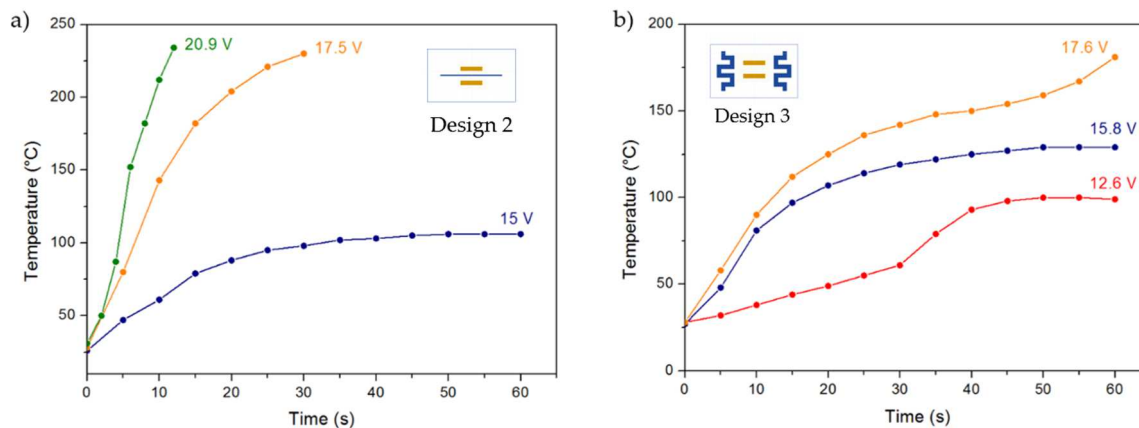 a)
250
200
150
100
50
0
10
20
30
40
50
60
Temperature (°C)
Time (s)
20.9 V
17.5 V
15 V
Design 2
b)
200
150
100
50
0
0
10
20
30
40
50
60
Temperature (°C)
Time (s)
17.6 V
15.8 V
12.6 V
Design 3